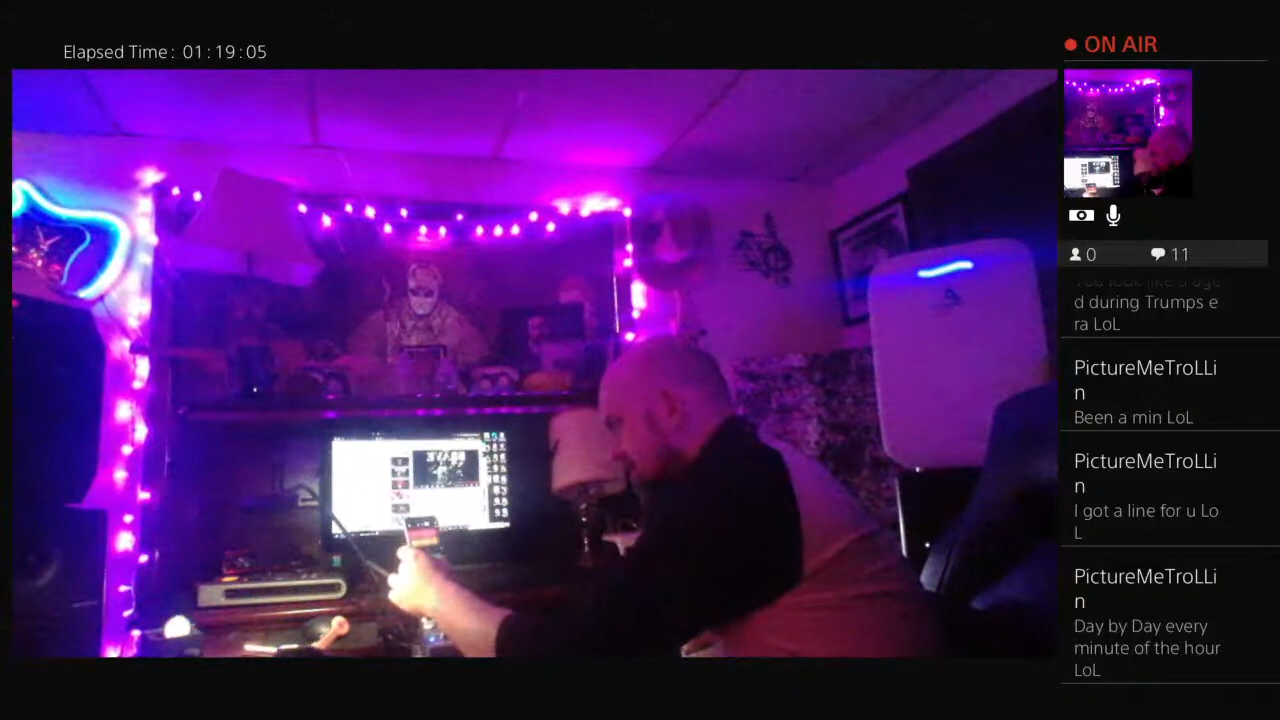 Elapsed Time: 01:19:05
ON AIR
0
11
d during Trumps e
ra LoL
PictureMeTroLLi
n
Been a min LoL
PictureMeTroLLi
n
I got a line for u Lo
L
PictureMeTroLLi
n
Day by Day every
minute of the hour
LoL